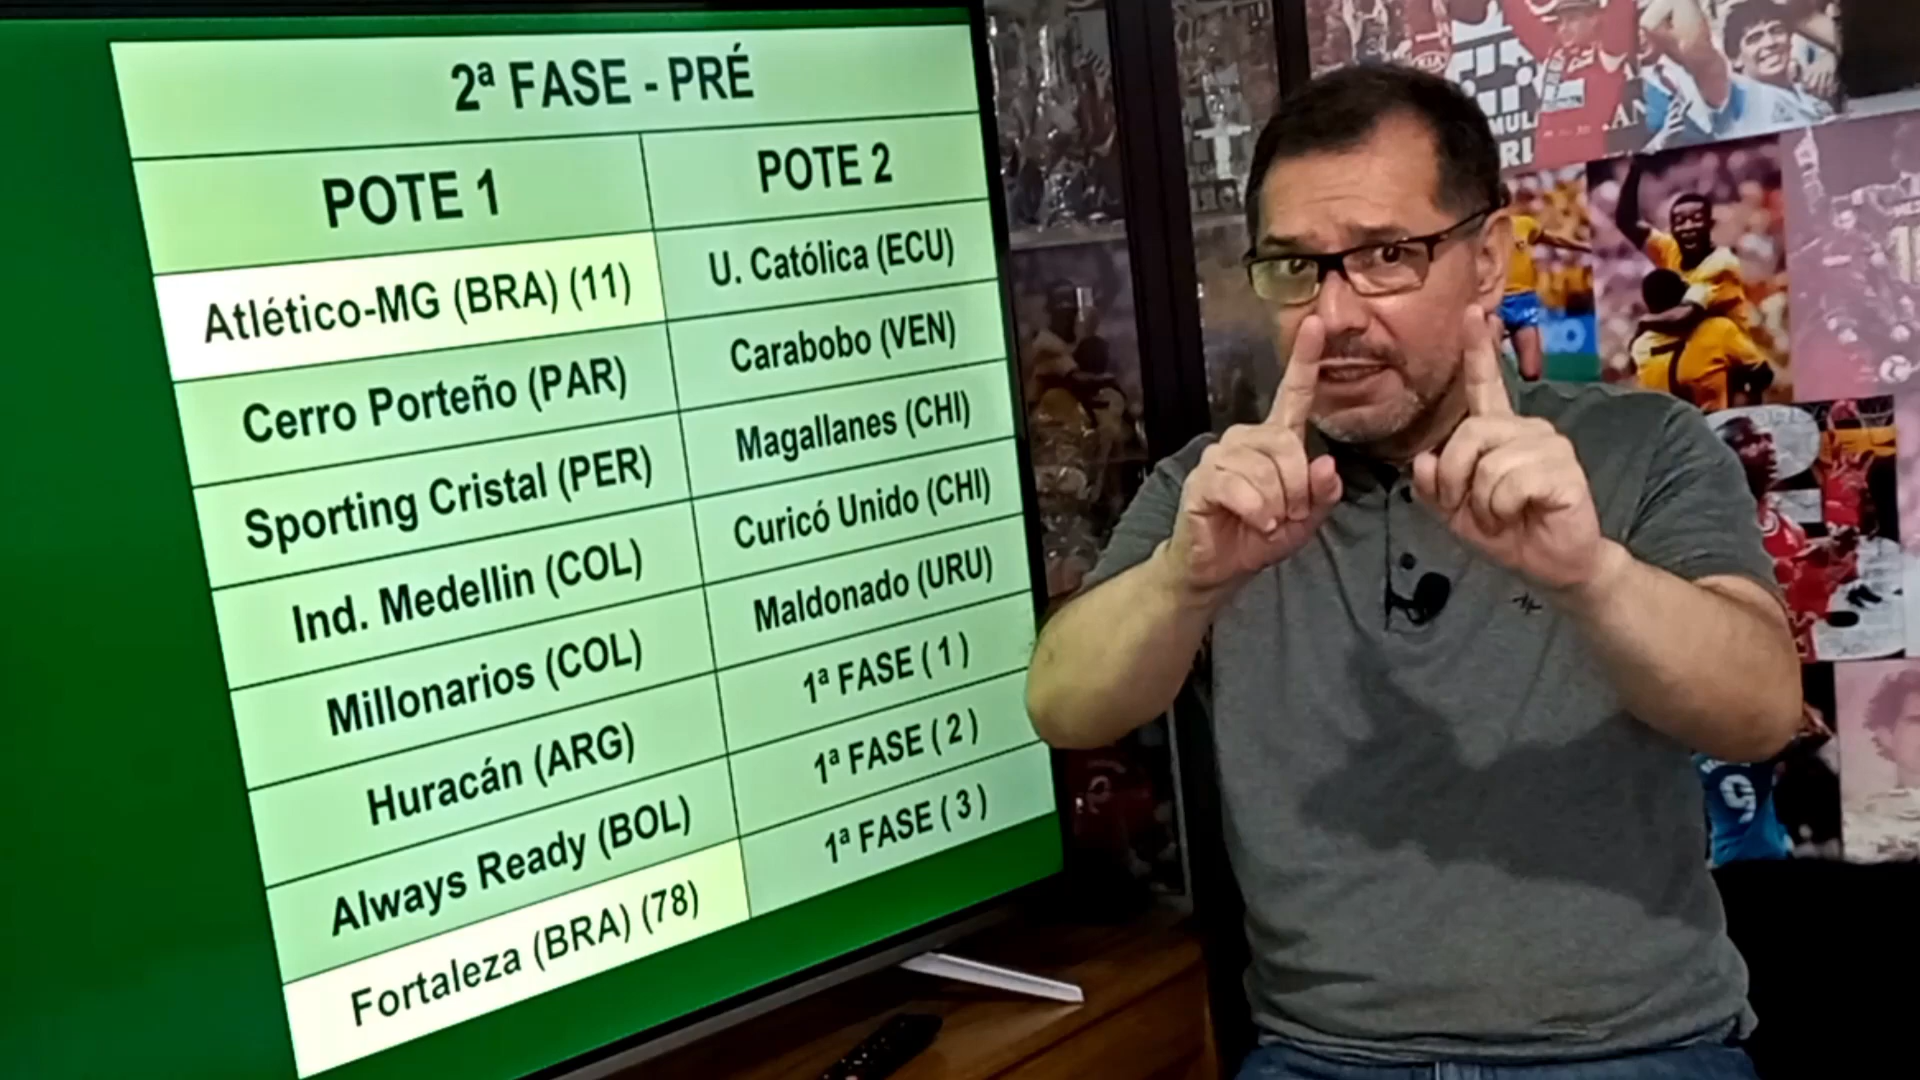 2ª FASE - PRÉ
POTE 1
POTE 2
Atlético-MG (BRA) (11)
U. Católica (ECU)
Cerro Porteño (PAR)
Carabobo (VEN)
Sporting Cristal (PER)
Magallanes (CHI)
Ind. Medellin (COL)
Curicó Unido (CHI)
Millonarios (COL)
Maldonado (URU)
Huracán (ARG)
1ª FASE ( 1 )
Always Ready (BOL)
1ª FASE ( 2 )
Fortaleza (BRA) (78)
1ª FASE ( 3 )
9